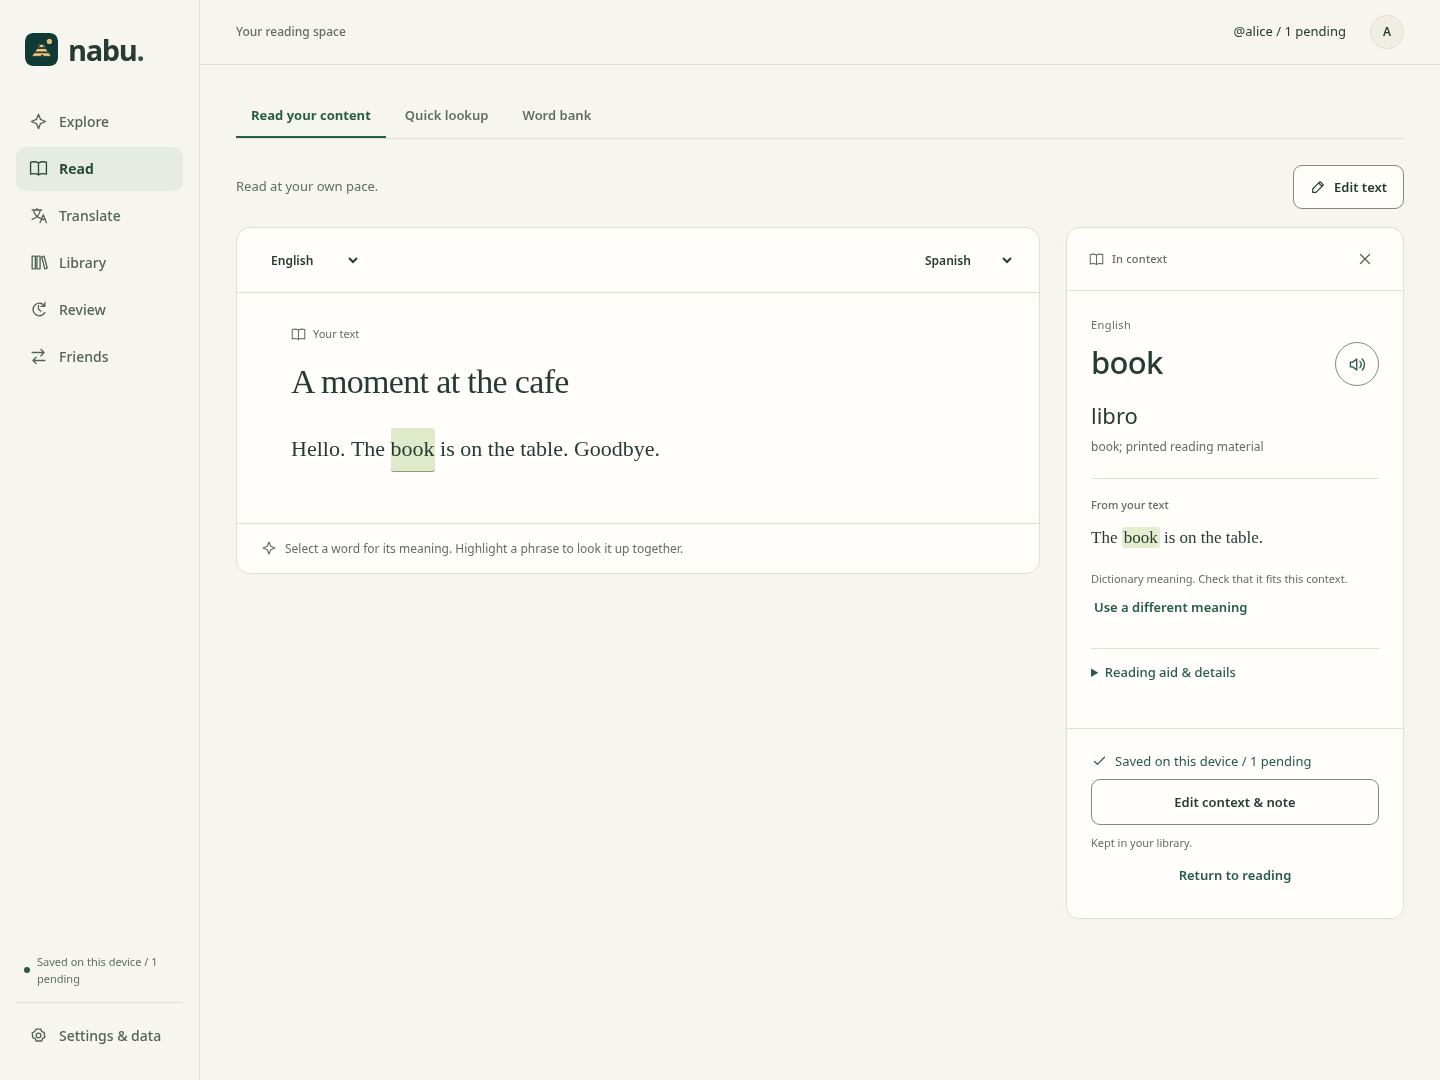 nabu.
Explore
Read
Translate
Library
Review
Friends
Saved on this device / 1
pending
Settings & data
Your reading space
@alice / 1 pending
A
Read your content
Quick lookup
Word bank
Read at your own pace.
Edit text
English
Spanish
Your text
A moment at the cafe
Hello. The book is on the table. Goodbye.
Select a word for its meaning. Highlight a phrase to look it up together.
In context
English
book
libro
book; printed reading material
From your text
The book is on the table.
Dictionary meaning. Check that it fits this context.
Use a different meaning
Reading aid & details
Saved on this device / 1 pending
Edit context & note
Kept in your library.
Return to reading